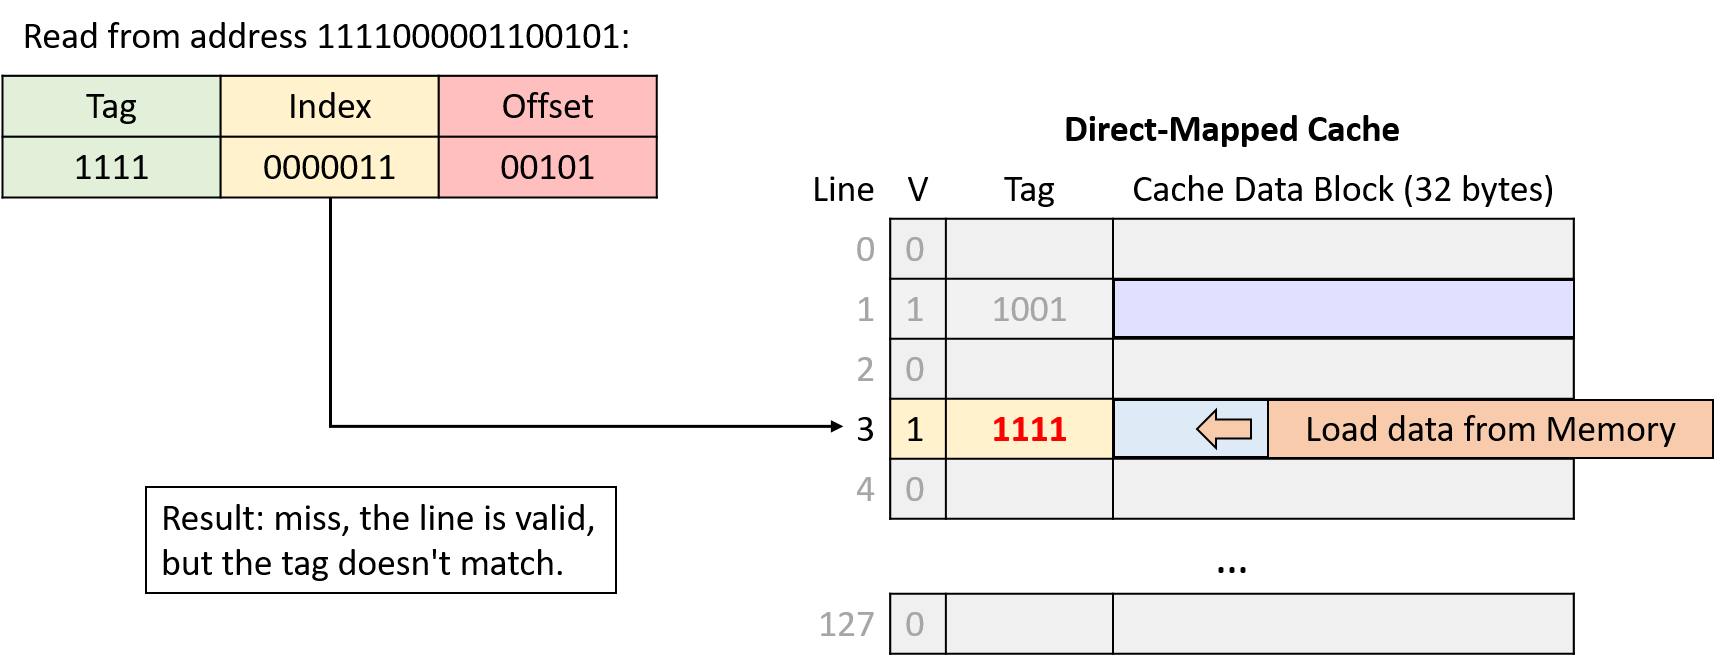 Read from address 1111000001100101:
Tag Index Offset
1111 0000011 00101
Direct-Mapped Cache
Line V Tag Cache Data Block (32 bytes)
0 0
1 1 1001
2 0
3 1 1111 Load data from Memory
4 0
Result: miss, the line is valid,
but the tag doesn't match.
...
127 0